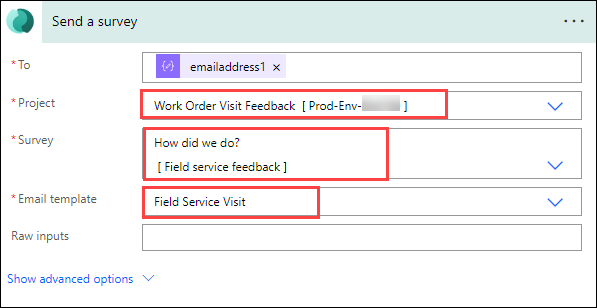 Send a survey
* To
emailaddress1 ×
* Project
Work Order Visit Feedback [ Prod-Env- ]
* Survey
How did we do?
[ Field service feedback ]
* Email template
Field Service Visit
Raw inputs
Show advanced options